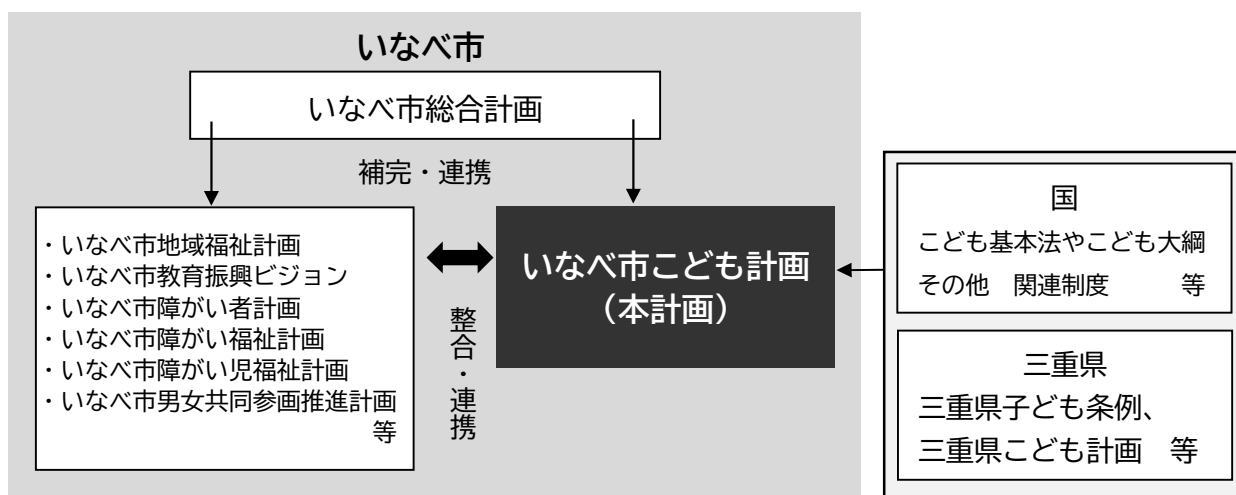 いなべ市
いなべ市総合計画
補完・連携
・いなべ市地域福祉計画
・いなべ市教育振興ビジョン
・いなべ市障がい者計画
・いなべ市障がい福祉計画
・いなべ市障がい児福祉計画
・いなべ市男女共同参画推進計画
等
整合・連携
いなべ市こども計画
（本計画）
国
こども基本法やこども大綱
その他　関連制度　　　等
三重県
三重県子ども条例、
三重県こども計画　等